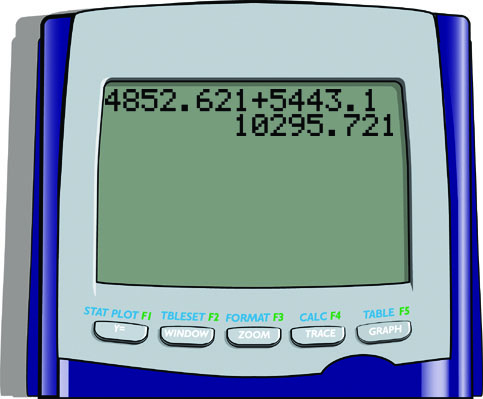 4852.621+5443.1
10295.721
STAT PLOT F1 TBLESET F2 FORMAT F3 CALC F4 TABLE F5
Y= WINDOW ZOOM TRACE GRAPH